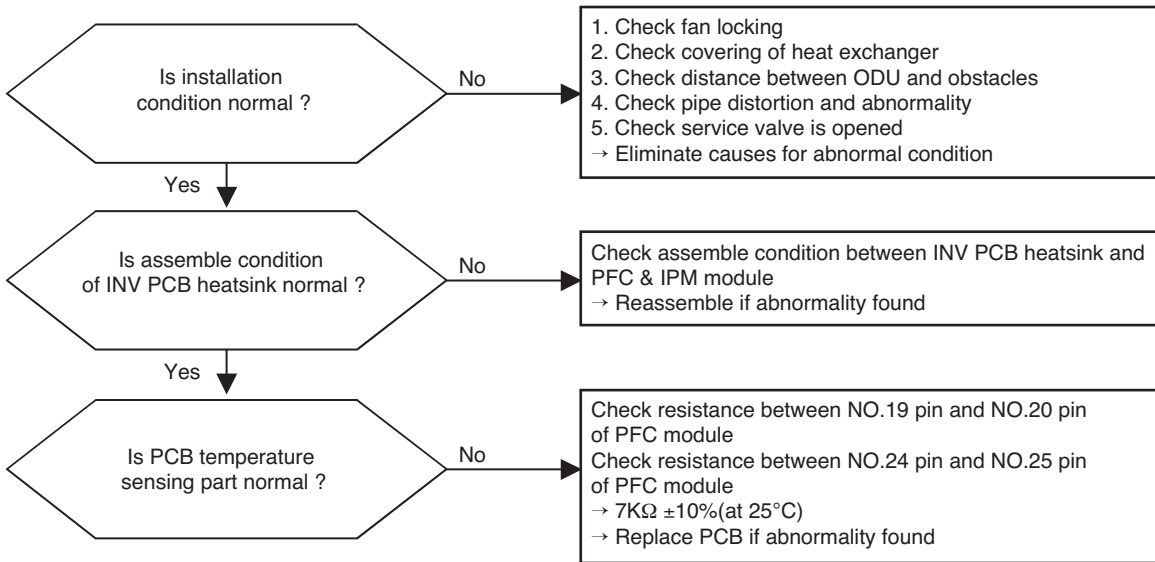 Is installation
condition normal ?
No
1. Check fan locking
2. Check covering of heat exchanger
3. Check distance between ODU and obstacles
4. Check pipe distortion and abnormality
5. Check service valve is opened
→ Eliminate causes for abnormal condition
Yes
Is assemble condition
of INV PCB heatsink normal ?
No
Check assemble condition between INV PCB heatsink and
PFC & IPM module
→ Reassemble if abnormality found
Yes
Is PCB temperature
sensing part normal ?
No
Check resistance between NO.19 pin and NO.20 pin
of PFC module
Check resistance between NO.24 pin and NO.25 pin
of PFC module
→ 7KΩ ±10%(at 25°C)
→ Replace PCB if abnormality found